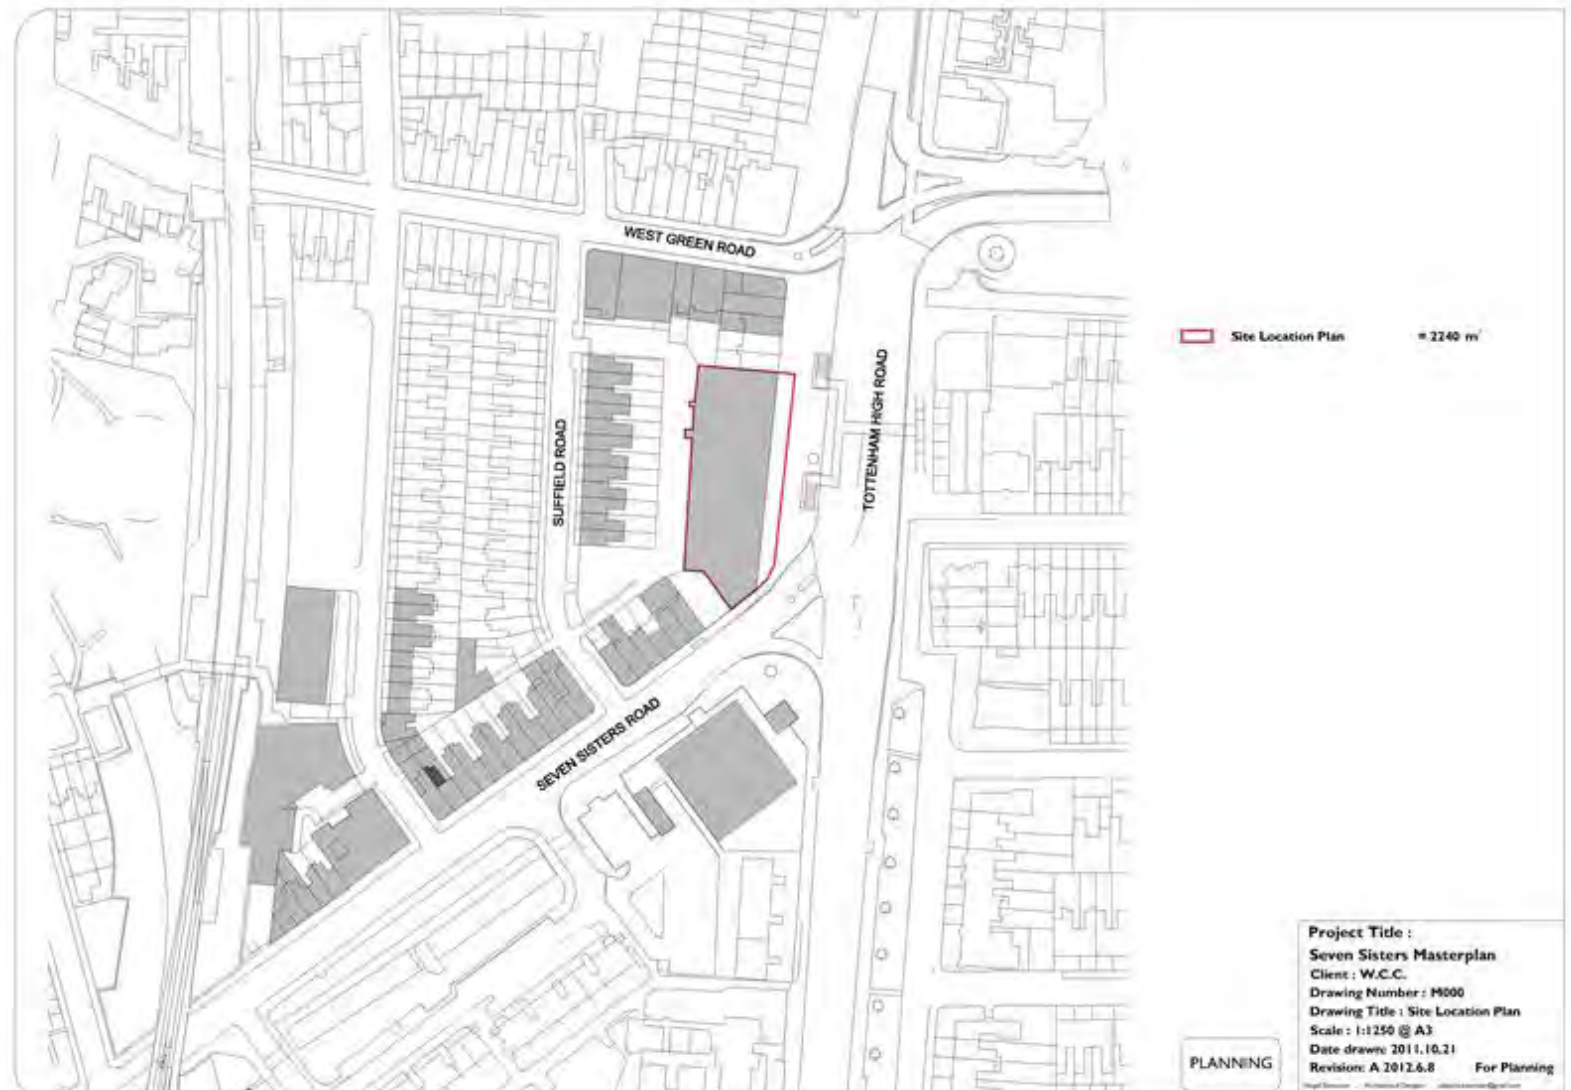 WEST GREEN ROAD
SUFFIELD ROAD
TOTTENHAM HIGH ROAD
SEVEN SISTERS ROAD
Site Location Plan = 2240 m²
PLANNING
Project Title :
Seven Sisters Masterplan
Client : W.C.C.
Drawing Number : M000
Drawing Title : Site Location Plan
Scale : 1:1250 @ A3
Date drawn: 2011.10.21
Revision: A 2012.6.8 For Planning